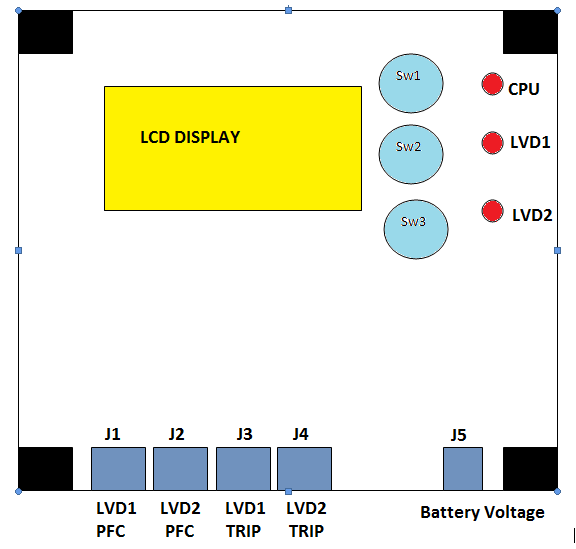 Sw1
CPU
LCD DISPLAY
Sw2
LVD1
Sw3
LVD2
J1 J2 J3 J4 J5
LVD1 LVD2 LVD1 LVD2
PFC PFC TRIP TRIP
Battery Voltage